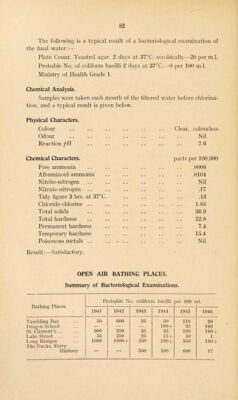 82
The following is a typical result of a bacteriological examination of
the final water:—
Plate Count. Yeastrel agar. 2 days at 37°C. aerobically—20 per m.l.
Probable No. of coliform bacilli 2 days at 37°C.—0 per 100 m.l.
Ministry of Health Grade I.
Chemical Analysis.
Samples were taken each month of the filtered water before chlorina-
tion, and a typical result is given below.
Physical Characters.
Colour .. .. .. .. .. .. Clear, colourless
Odour .. .. .. .. .. .. Nil
Reaction pH .. .. .. .. .. 7.6
Chemical Characters. parts per 100,000
Free ammonia .. .. .. .. .. .0006
Albuminoid ammonia .. .. .. .. .0104
Nitrite-nitrogen .. .. .. .. .. Nil
Nitrate-nitrogen .. .. .. .. .. .17
Tidy figure 3 hrs. at 37°C. .. .. .. .13
Chloride-chlorine .. .. .. .. .. 1.85
Total solids .. .. .. .. .. 36.9
Total hardness .. .. .. .. .. 22.8
Permanent hardness .. .. .. .. 7.4
Temporary hardness .. .. .. .. 15.4
Poisonous metals .. .. .. .. .. Nil
Result:—Satisfactory.
OPEN AIR BATHING PLACES.
Summary of Bacteriological Examinations.
Bathing Places
Probable No. coliform bacilli per 100 ml.
1941 1942 1943 1944 1945 1946
Tumbling Bay .. 50 600 25 50 110 20
Dragon School .. — — — 180+ 25 160
St. Clement's .. 900 250 25 35 120 180+
Lake Street .. 35 250 25 15+ 50 1
Long Bridges .. 1600 1600+ 250 180+ 350 180+
The Ducks, Ferry
Hinksey — — 350 100 600 17